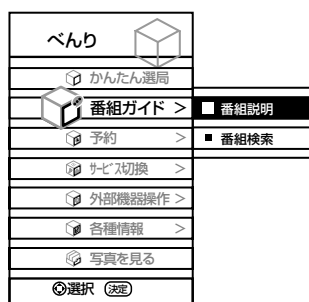 べんり
かんたん選局
番組ガイド >
番組説明
予約 >
番組検索
サービス切換 >
外部機器操作 >
各種情報 >
写真を見る
選択 決定